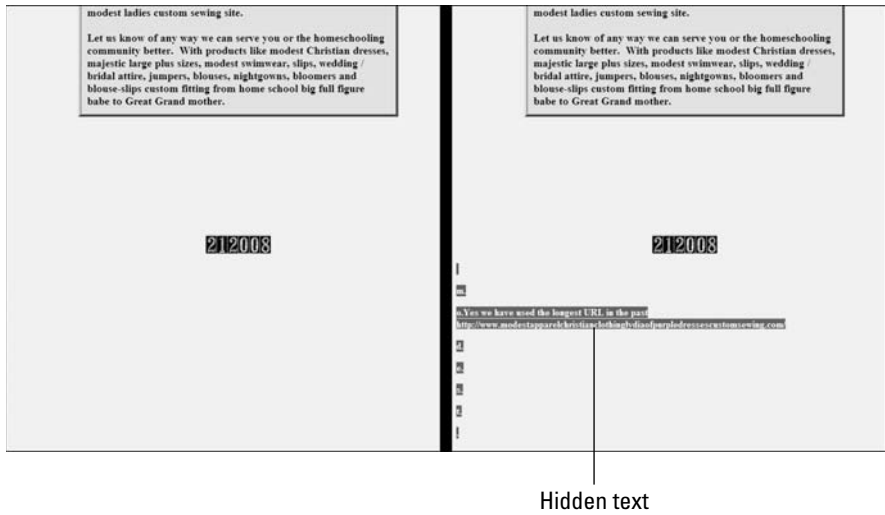 modest ladies custom sewing site.
Let us know of any way we can serve you or the homeschooling
community better. With products like modest Christian dresses,
majestic large plus sizes, modest swimwear, slips, wedding /
bridal attire, jumpers, blouses, nightgowns, bloomers and
blouse-slips custom fitting from home school big full figure
babe to Great Grand mother.
212008
modest ladies custom sewing site.
Let us know of any way we can serve you or the homeschooling
community better. With products like modest Christian dresses,
majestic large plus sizes, modest swimwear, slips, wedding /
bridal attire, jumpers, blouses, nightgowns, bloomers and
blouse-slips custom fitting from home school big full figure
babe to Great Grand mother.
212008
m.
o.Yes we have used the longest URL in the past
http://www.modestapparelchristianclothinglydiaofpurpledressescustomsewing.com/
d.
e.
s.
t.
Hidden text